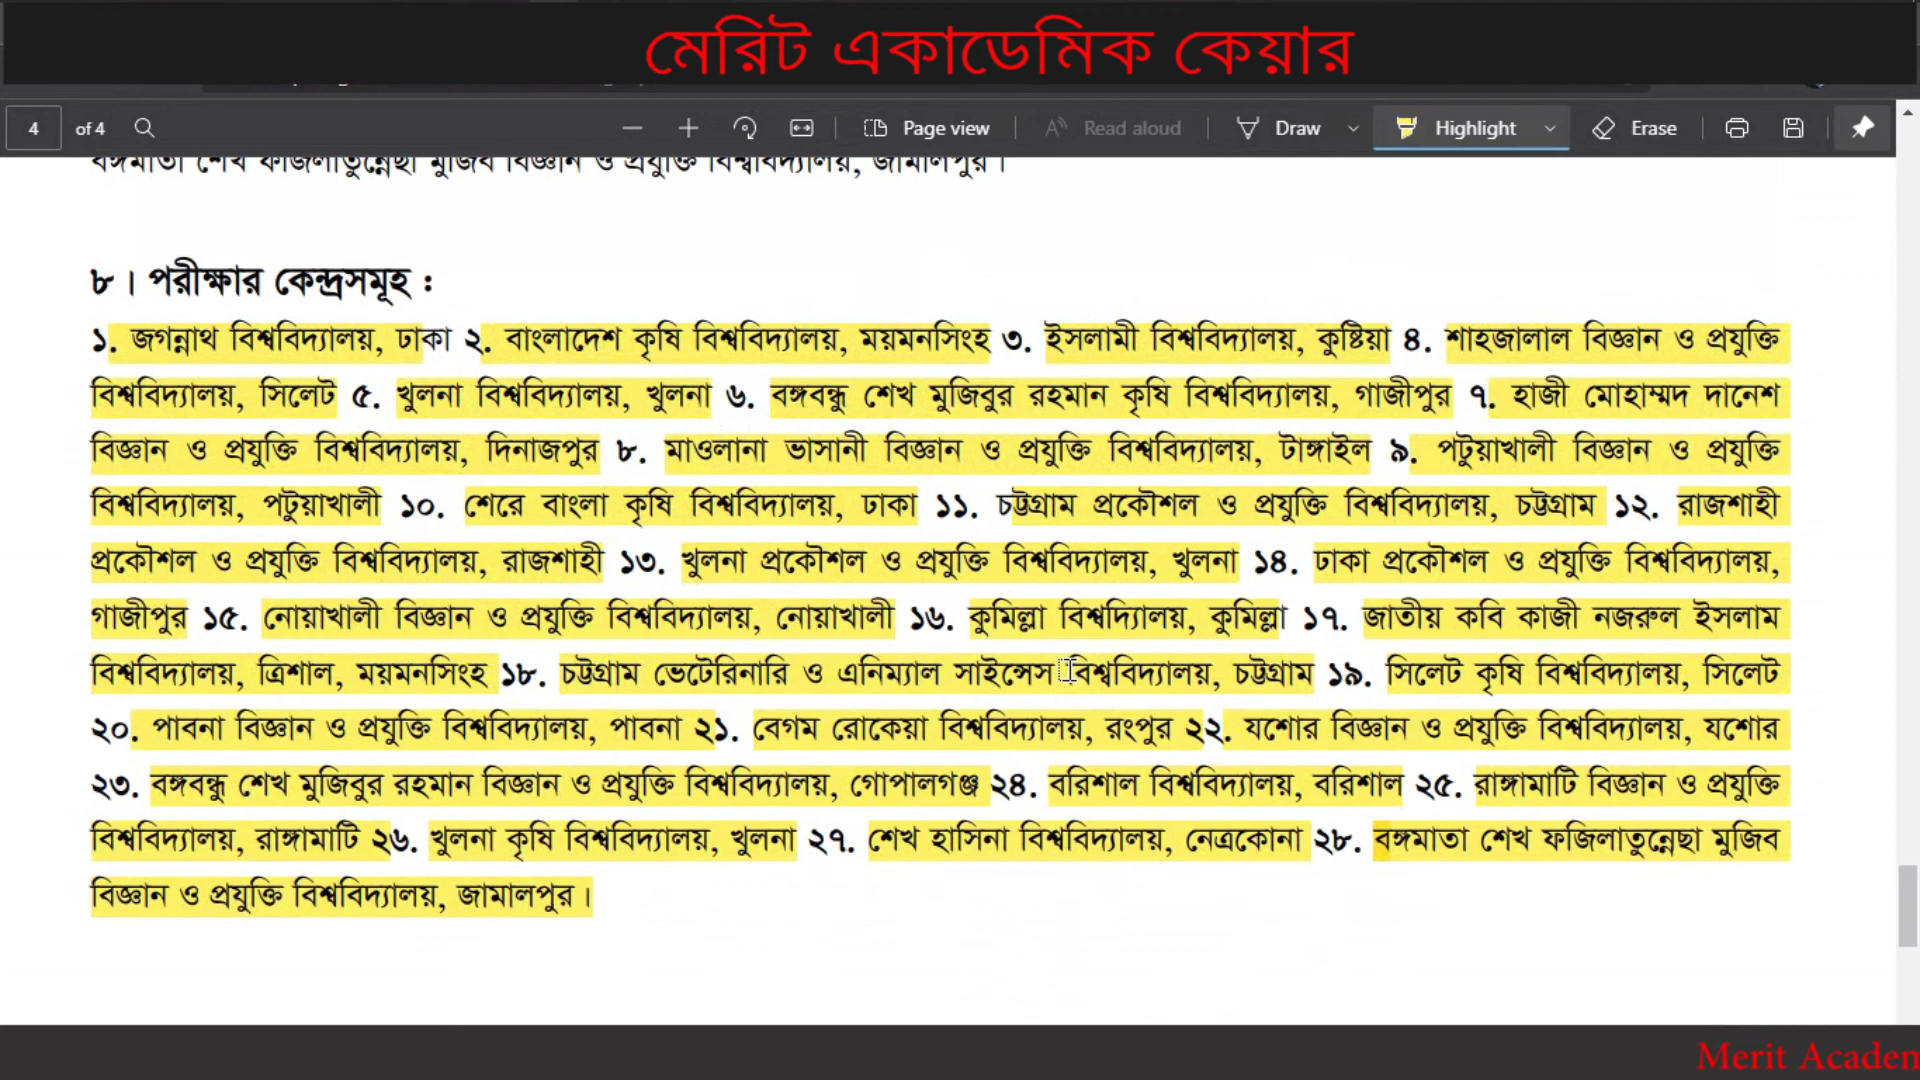 মেরিট একাডেমিক কেয়ার
4 of 4 Page view Read aloud Draw Highlight Erase
বঙ্গমাতা শেখ ফজিলাতুন্নেছা মুজিব বিজ্ঞান ও প্রযুক্তি বিশ্ববিদ্যালয়, জামালপুর।
৮। পরীক্ষার কেন্দ্রসমূহ :
১. জগন্নাথ বিশ্ববিদ্যালয়, ঢাকা ২. বাংলাদেশ কৃষি বিশ্ববিদ্যালয়, ময়মনসিংহ ৩. ইসলামী বিশ্ববিদ্যালয়, কুষ্টিয়া ৪. শাহজালাল বিজ্ঞান ও প্রযুক্তি
বিশ্ববিদ্যালয়, সিলেট ৫. খুলনা বিশ্ববিদ্যালয়, খুলনা ৬. বঙ্গবন্ধু শেখ মুজিবুর রহমান কৃষি বিশ্ববিদ্যালয়, গাজীপুর ৭. হাজী মোহাম্মদ দানেশ
বিজ্ঞান ও প্রযুক্তি বিশ্ববিদ্যালয়, দিনাজপুর ৮. মাওলানা ভাসানী বিজ্ঞান ও প্রযুক্তি বিশ্ববিদ্যালয়, টাঙ্গাইল ৯. পটুয়াখালী বিজ্ঞান ও প্রযুক্তি
বিশ্ববিদ্যালয়, পটুয়াখালী ১০. শেরে বাংলা কৃষি বিশ্ববিদ্যালয়, ঢাকা ১১. চট্টগ্রাম প্রকৌশল ও প্রযুক্তি বিশ্ববিদ্যালয়, চট্টগ্রাম ১২. রাজশাহী
প্রকৌশল ও প্রযুক্তি বিশ্ববিদ্যালয়, রাজশাহী ১৩. খুলনা প্রকৌশল ও প্রযুক্তি বিশ্ববিদ্যালয়, খুলনা ১৪. ঢাকা প্রকৌশল ও প্রযুক্তি বিশ্ববিদ্যালয়,
গাজীপুর ১৫. নোয়াখালী বিজ্ঞান ও প্রযুক্তি বিশ্ববিদ্যালয়, নোয়াখালী ১৬. কুমিল্লা বিশ্বদ্যিালয়, কুমিল্লা ১৭. জাতীয় কবি কাজী নজরুল ইসলাম
বিশ্ববিদ্যালয়, ত্রিশাল, ময়মনসিংহ ১৮. চট্টগ্রাম ভেটেরিনারি ও এনিম্যাল সাইন্সেস বিশ্ববিদ্যালয়, চট্টগ্রাম ১৯. সিলেট কৃষি বিশ্ববিদ্যালয়, সিলেট
২০. পাবনা বিজ্ঞান ও প্রযুক্তি বিশ্ববিদ্যালয়, পাবনা ২১. বেগম রোকেয়া বিশ্ববিদ্যালয়, রংপুর ২২. যশোর বিজ্ঞান ও প্রযুক্তি বিশ্ববিদ্যালয়, যশোর
২৩. বঙ্গবন্ধু শেখ মুজিবুর রহমান বিজ্ঞান ও প্রযুক্তি বিশ্ববিদ্যালয়, গোপালগঞ্জ ২৪. বরিশাল বিশ্ববিদ্যালয়, বরিশাল ২৫. রাঙ্গামাটি বিজ্ঞান ও প্রযুক্তি
বিশ্ববিদ্যালয়, রাঙ্গামাটি ২৬. খুলনা কৃষি বিশ্ববিদ্যালয়, খুলনা ২৭. শেখ হাসিনা বিশ্ববিদ্যালয়, নেত্রকোনা ২৮. বঙ্গমাতা শেখ ফজিলাতুন্নেছা মুজিব
বিজ্ঞান ও প্রযুক্তি বিশ্ববিদ্যালয়, জামালপুর।
Merit Academ